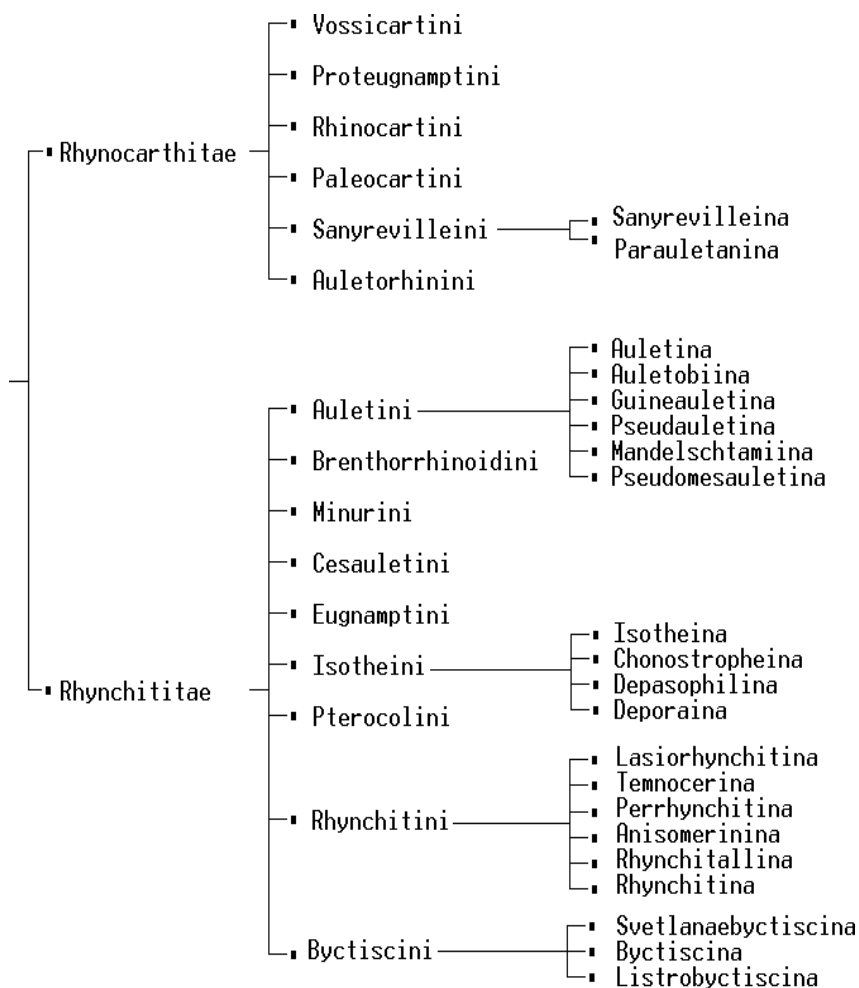 Vossicartini
Proteugnamptini
Rhinocartini
Rhynocarthitae
Paleocartini
Sanyrevilleini
Sanyrevilleina
Parauletanina
Auletorhinini
Auletini
Auletina
Auletobiina
Guineauletina
Pseudauletina
Mandelschtamiina
Pseudomesauletina
Brenthorrhinoidini
Minurini
Cesauletini
Eugnamptini
Rhynchititae
Isotheini
Isotheina
Chonostropheina
Depasophilina
Deporaina
Pterocolini
Rhynchitini
Lasiorhynchitina
Temnocerina
Perrhynchitina
Anisomerinina
Rhynchitallina
Rhynchitina
Byctiscini
Svetlanaebyctiscina
Byctiscina
Listrobyctiscina